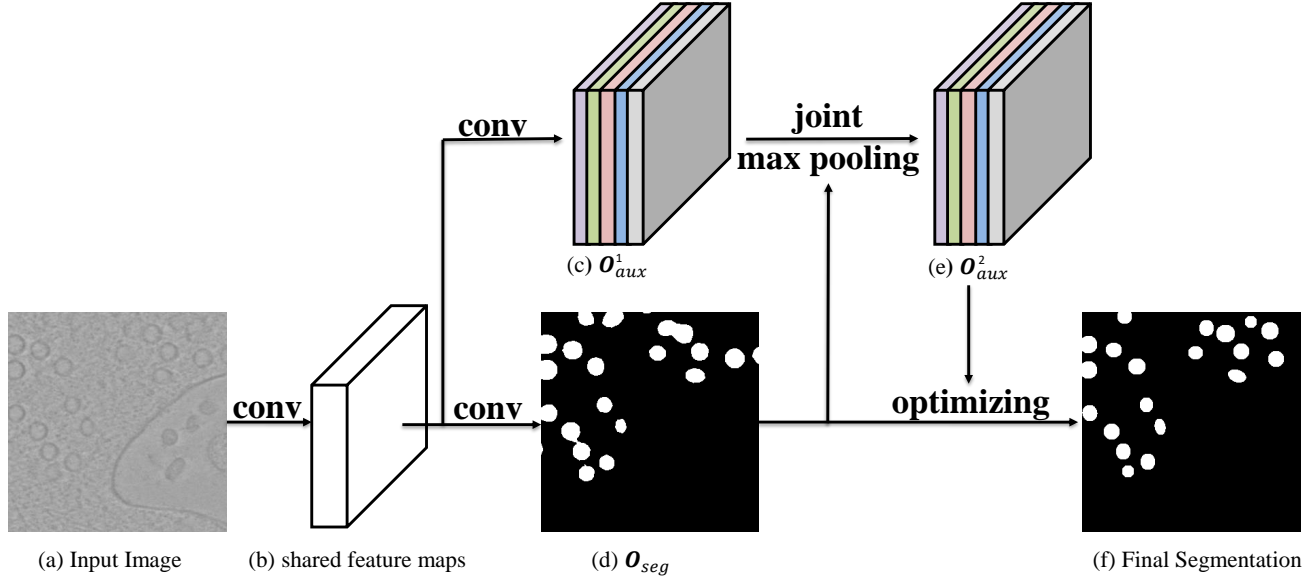 conv
joint
max pooling
(c) O¹aux
(e) O²aux
conv
conv
optimizing
(a) Input Image
(b) shared feature maps
(d) Oseg
(f) Final Segmentation